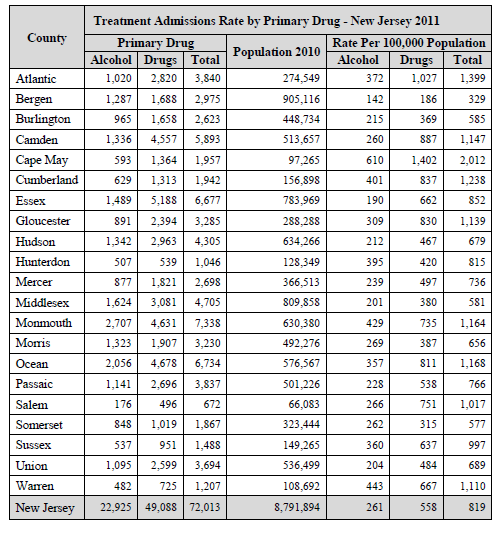 Treatment Admissions Rate by Primary Drug - New Jersey 2011
County Primary Drug Population 2010 Rate Per 100,000 Population
Alcohol Drugs Total Alcohol Drugs Total
Atlantic 1,020 2,820 3,840 274,549 372 1,027 1,399
Bergen 1,287 1,688 2,975 905,116 142 186 329
Burlington 965 1,658 2,623 448,734 215 369 585
Camden 1,336 4,557 5,893 513,657 260 887 1,147
Cape May 593 1,364 1,957 97,265 610 1,402 2,012
Cumberland 629 1,313 1,942 156,898 401 837 1,238
Essex 1,489 5,188 6,677 783,969 190 662 852
Gloucester 891 2,394 3,285 288,288 309 830 1,139
Hudson 1,342 2,963 4,305 634,266 212 467 679
Hunterdon 507 539 1,046 128,349 395 420 815
Mercer 877 1,821 2,698 366,513 239 497 736
Middlesex 1,624 3,081 4,705 809,858 201 380 581
Monmouth 2,707 4,631 7,338 630,380 429 735 1,164
Morris 1,323 1,907 3,230 492,276 269 387 656
Ocean 2,056 4,678 6,734 576,567 357 811 1,168
Passaic 1,141 2,696 3,837 501,226 228 538 766
Salem 176 496 672 66,083 266 751 1,017
Somerset 848 1,019 1,867 323,444 262 315 577
Sussex 537 951 1,488 149,265 360 637 997
Union 1,095 2,599 3,694 536,499 204 484 689
Warren 482 725 1,207 108,692 443 667 1,110
New Jersey 22,925 49,088 72,013 8,791,894 261 558 819